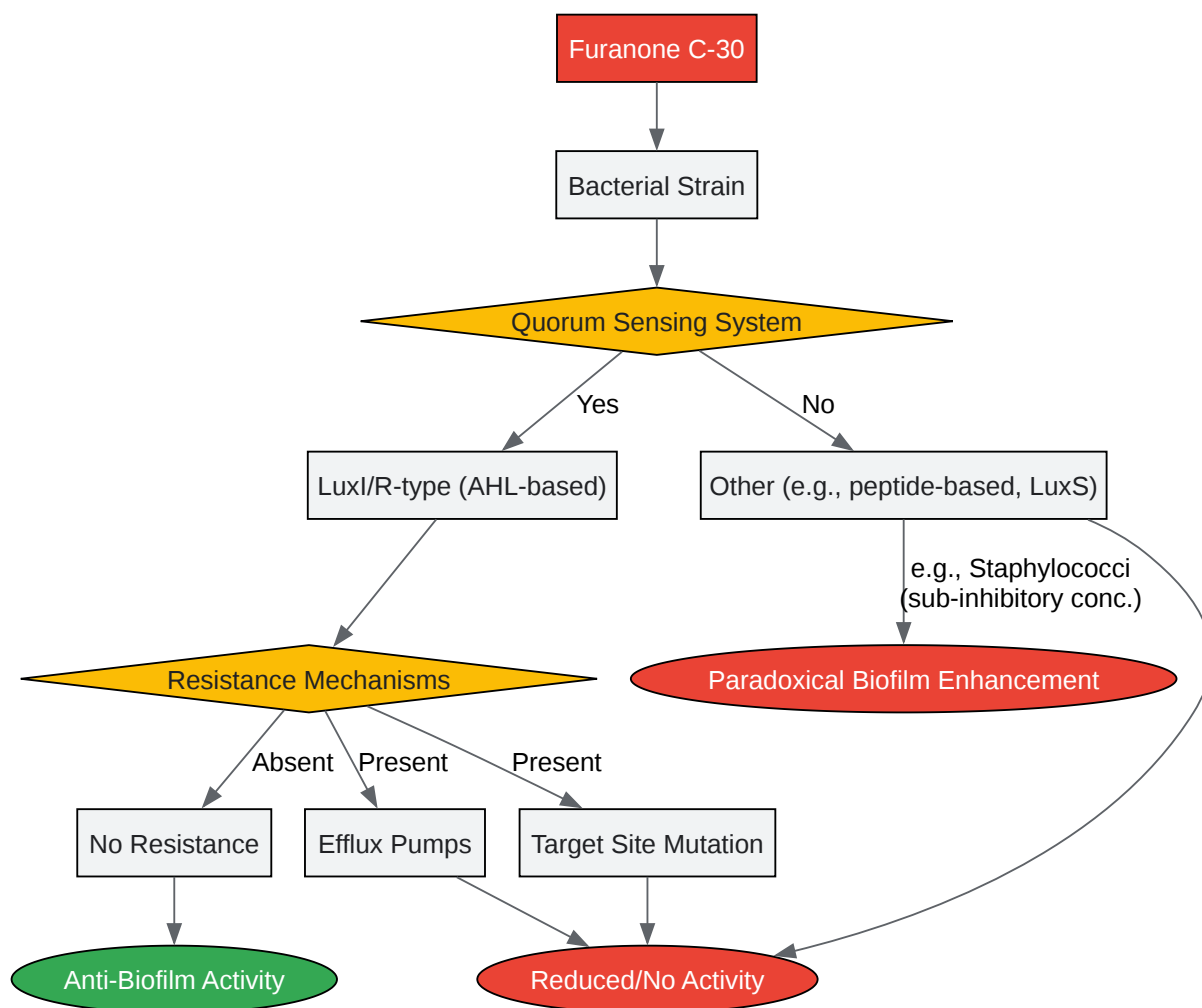 Furanone C-30
Bacterial Strain
Quorum Sensing System
Yes
No
LuxI/R-type (AHL-based)
Other (e.g., peptide-based, LuxS)
e.g., Staphylococci
(sub-inhibitory conc.)
Resistance Mechanisms
Paradoxical Biofilm Enhancement
Absent
Present
Present
No Resistance
Efflux Pumps
Target Site Mutation
Anti-Biofilm Activity
Reduced/No Activity